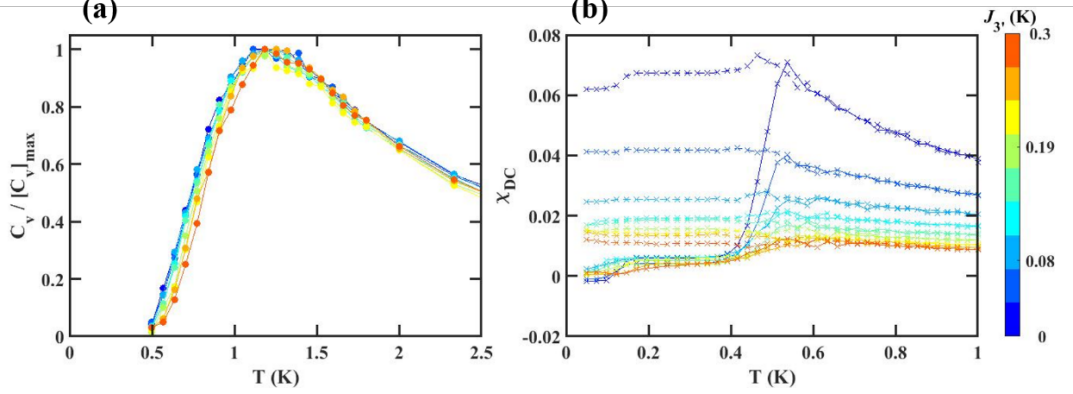 (a)
(b)
J3' (K)
C_v / [C_v]_max
1
0.8
0.6
0.4
0.2
0
0 0.5 1 1.5 2 2.5
T (K)
χ_DC
0.08
0.06
0.04
0.02
0
-0.02
0 0.2 0.4 0.6 0.8 1
T (K)
0.3
0.19
0.08
0